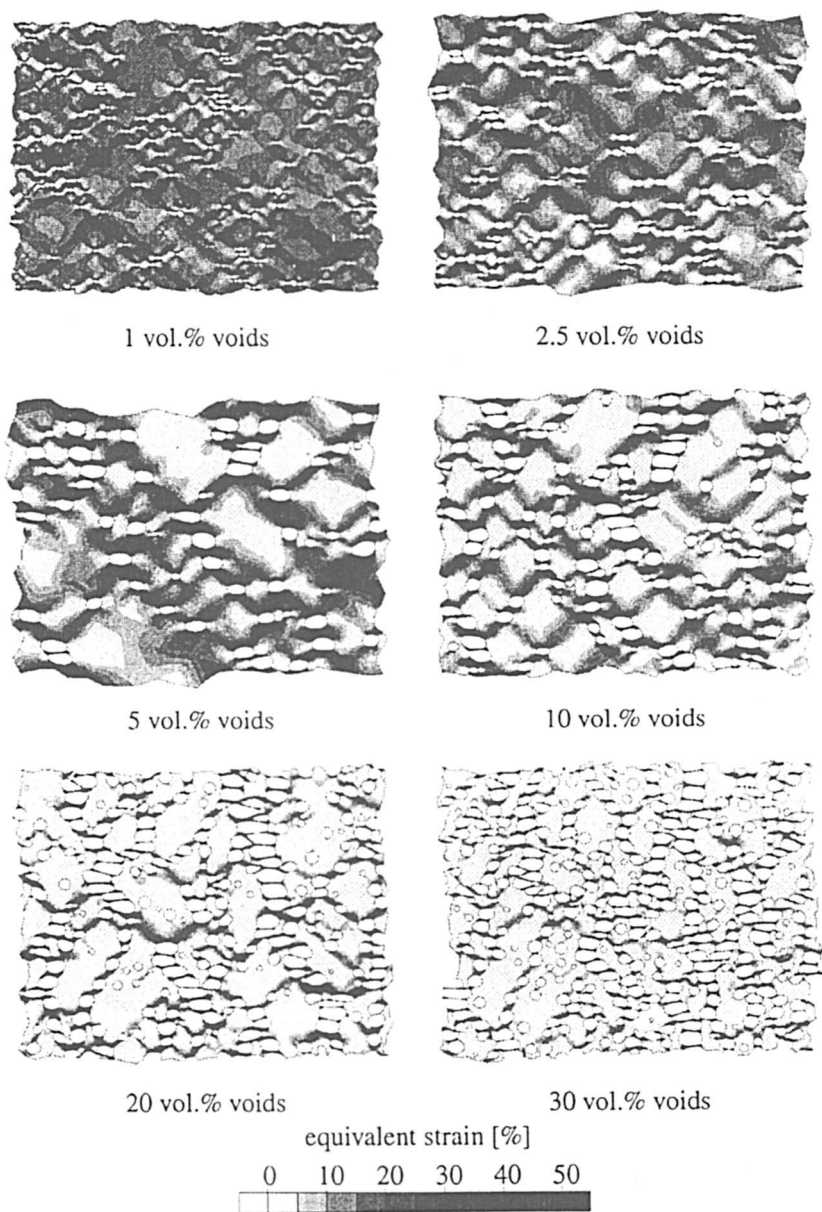 1 vol.% voids 2.5 vol.% voids
5 vol.% voids 10 vol.% voids
20 vol.% voids 30 vol.% voids
equivalent strain [%]
0 10 20 30 40 50